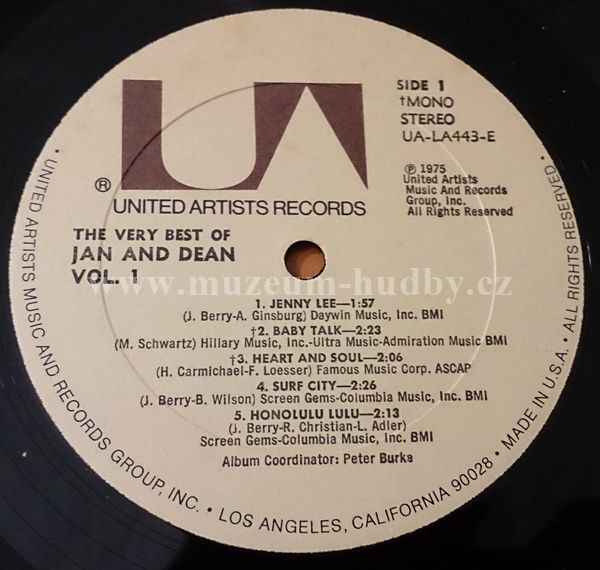 UA
®
UNITED ARTISTS RECORDS
SIDE 1
†MONO
STEREO
UA-LA443-E
℗ 1975
United Artists
Music And Records
Group, Inc.
All Rights Reserved
THE VERY BEST OF
JAN AND DEAN
VOL. 1
www.muzeum-hudby.cz
1. JENNY LEE—1:57
(J. Berry-A. Ginsburg) Daywin Music, Inc. BMI
†2. BABY TALK—2:23
(M. Schwartz) Hillary Music, Inc.-Ultra Music-Admiration Music BMI
†3. HEART AND SOUL—2:06
(H. Carmichael-F. Loesser) Famous Music Corp. ASCAP
4. SURF CITY—2:26
(J. Berry-B. Wilson) Screen Gems-Columbia Music, Inc. BMI
5. HONOLULU LULU—2:13
(J. Berry-R. Christian-L. Adler)
Screen Gems-Columbia Music, Inc. BMI
Album Coordinator: Peter Burke
• UNITED ARTISTS MUSIC AND RECORDS GROUP, INC. • LOS ANGELES, CALIFORNIA 90028 • MADE IN U.S.A. • ALL RIGHTS RESERVED •